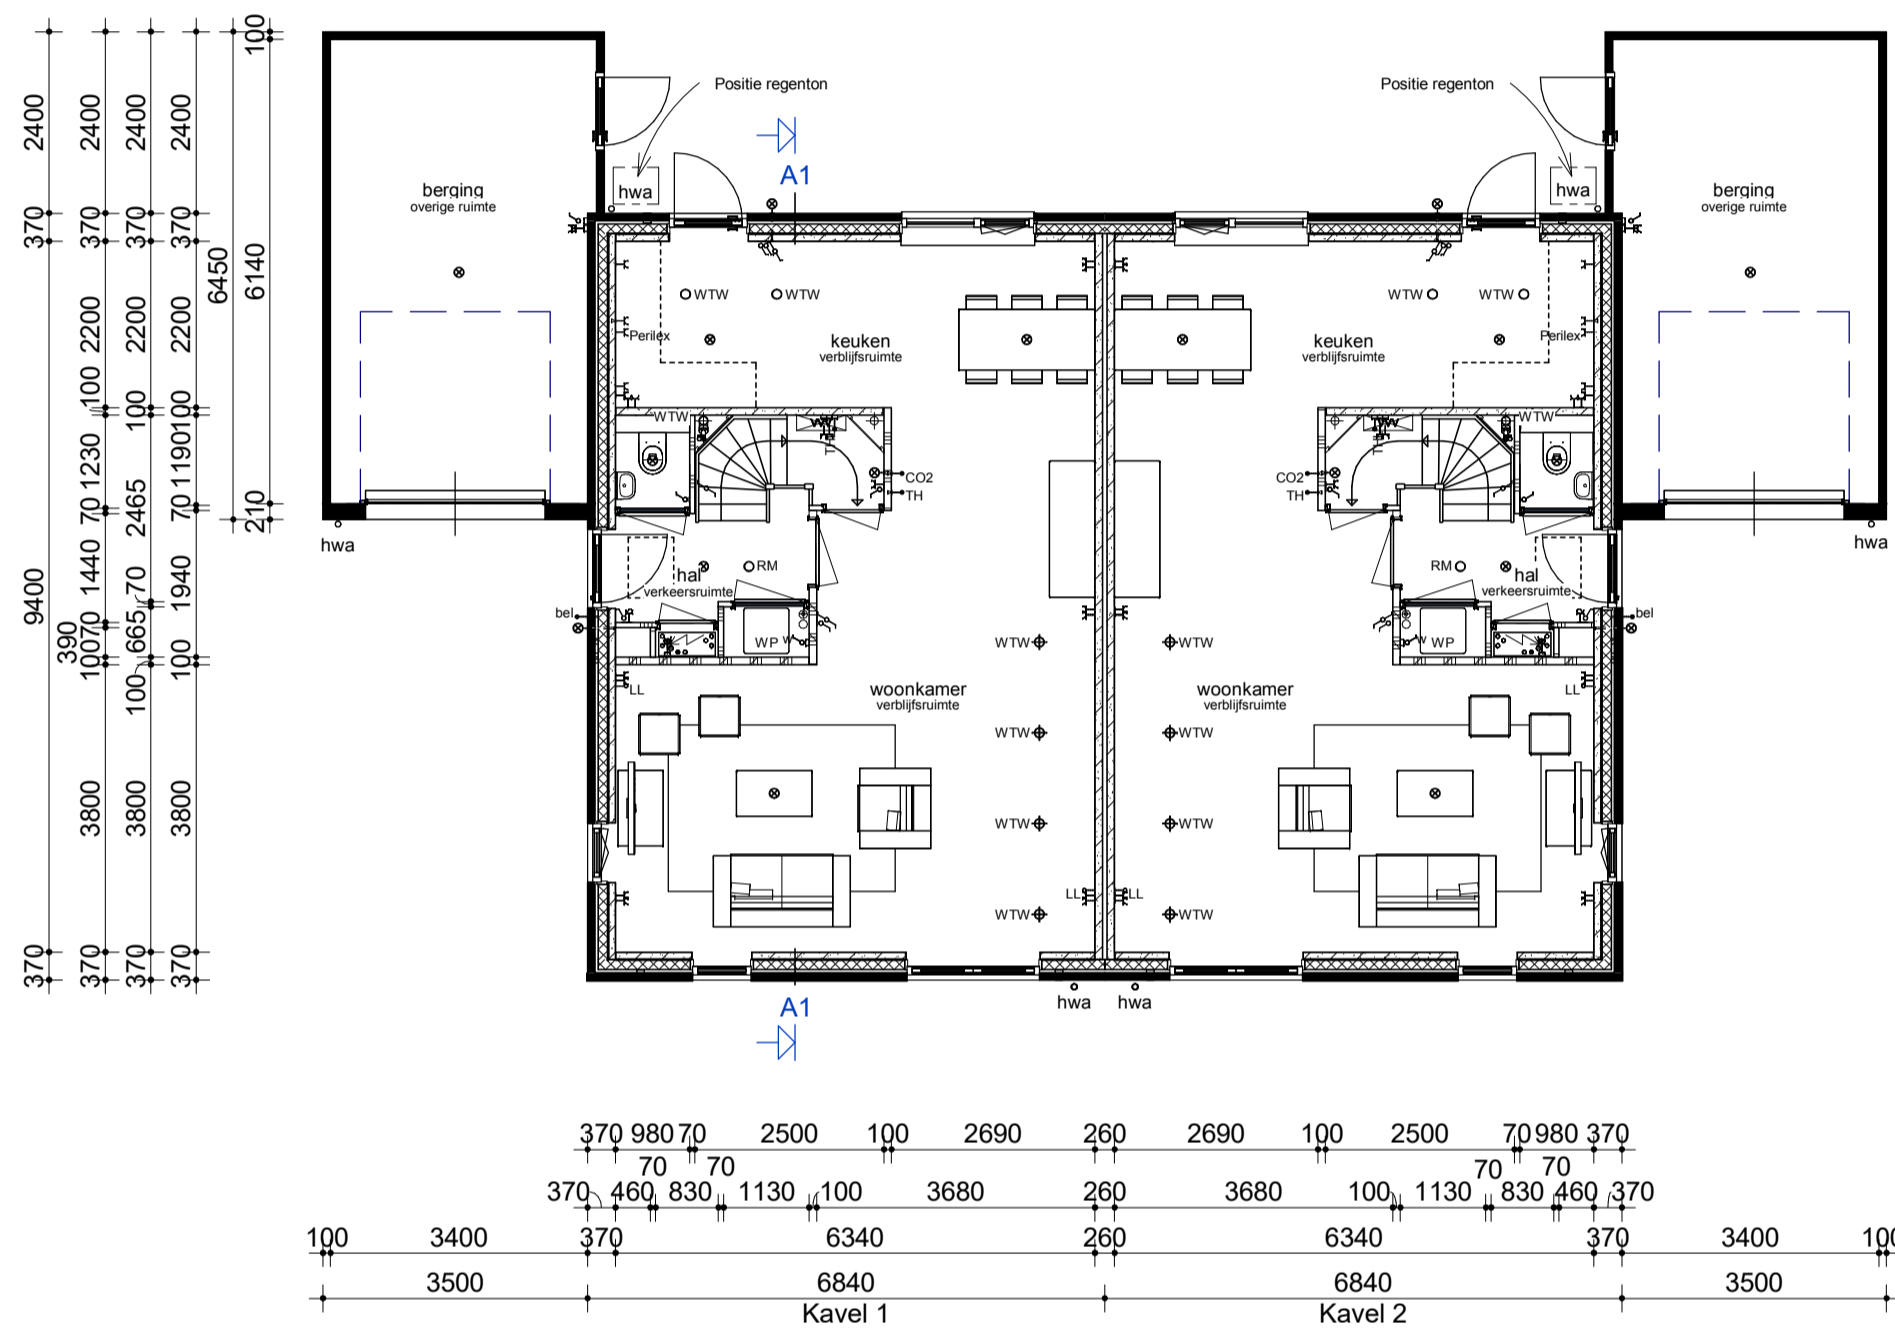 100
2400 2400 2400 2400
Positie regenton Positie regenton
A1
hwa hwa
berging
overige ruimte
berging
overige ruimte
370 370 370 370
6450 6140
WTW WTW WTW WTW
2200 2200 2200
Perilex Perilex
keuken
verblijfsruimte
keuken
verblijfsruimte
100 100 100
WTW WTW
1230 2465 1190
CO2 CO2
TH TH
70 70 210
hwa hwa
1440 70 1940
RM RM
hal
verkeersruimte
hal
verkeersruimte
9400 390
bel bel
70 665
WP W W WP
100 100 100
WTW WTW
LL LL
woonkamer
verblijfsruimte
woonkamer
verblijfsruimte
WTW WTW
3800 3800 3800
WTW WTW
LL LL
WTW WTW
370 370 370 370
hwa hwa
A1
370 980 70 2500 100 2690 260 2690 100 2500 70 980 370
70 70 70 70
370 460 830 1130 100 3680 260 3680 100 1130 830 460 370
100 3400 370 6340 260 6340 370 3400 100
3500 6840 6840 3500
Kavel 1 Kavel 2